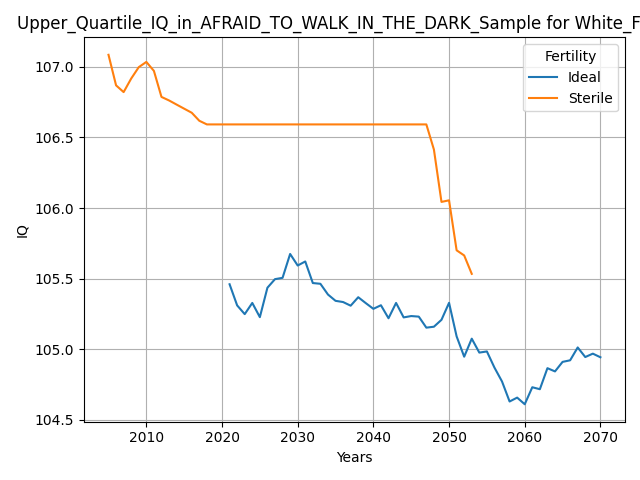 Upper_Quartile_IQ_in_AFRAID_TO_WALK_IN_THE_DARK_Sample for White_F
Fertility
Ideal
Sterile
107.0
106.5
106.0
105.5
105.0
104.5
IQ
2010 2020 2030 2040 2050 2060 2070
Years